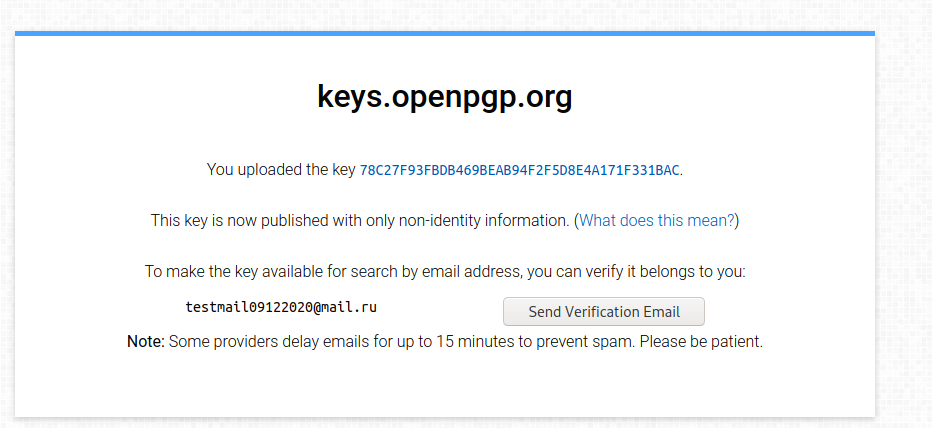 keys.openpgp.org
You uploaded the key 78C27F93FBDB469BEAB94F2F5D8E4A171F331BAC.
This key is now published with only non-identity information. (What does this mean?)
To make the key available for search by email address, you can verify it belongs to you:
testmail09122020@mail.ru Send Verification Email
Note: Some providers delay emails for up to 15 minutes to prevent spam. Please be patient.